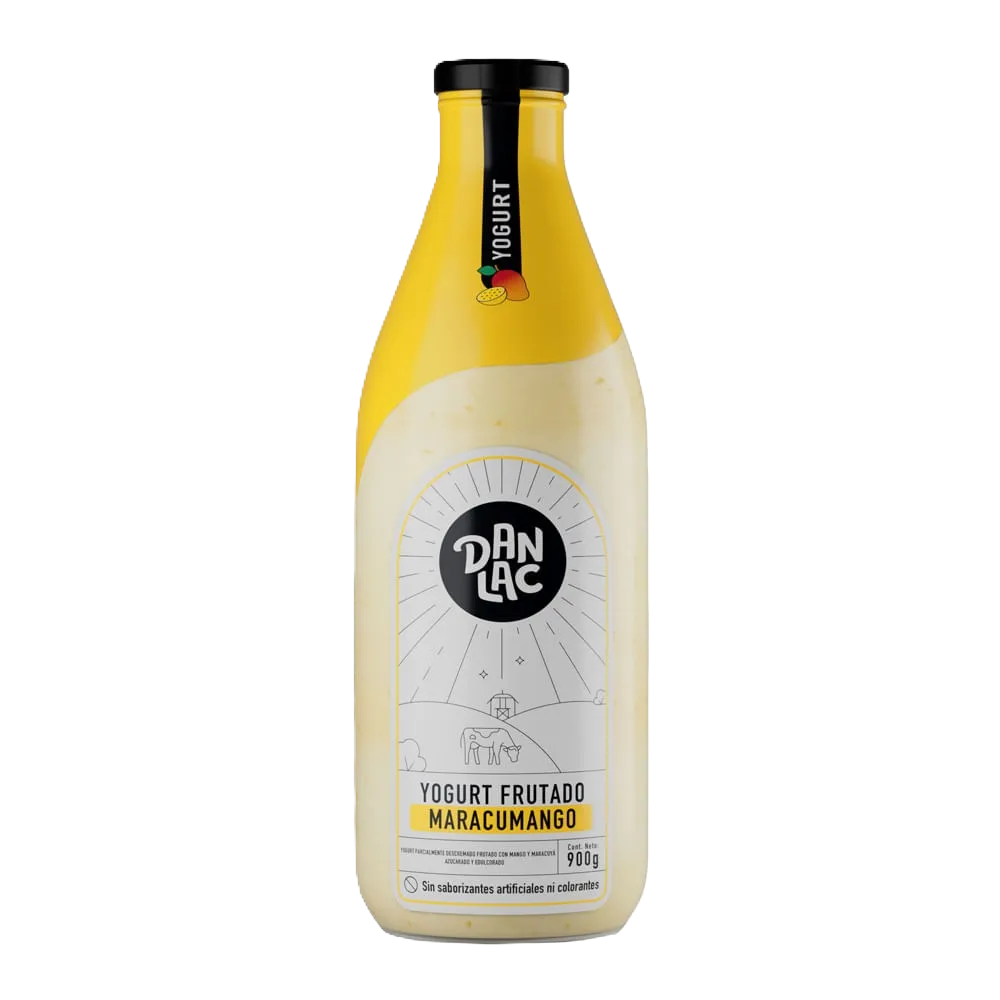 YOGURT
DAN
LAC
YOGURT FRUTADO
MARACUMANGO
YOGURT PARCIALMENTE DESCREMADO FRUTADO CON MANGO Y MARACUYÁ
AZUCARADO Y EDULCORADO
Cont. Neto:
900g
Sin saborizantes artificiales ni colorantes